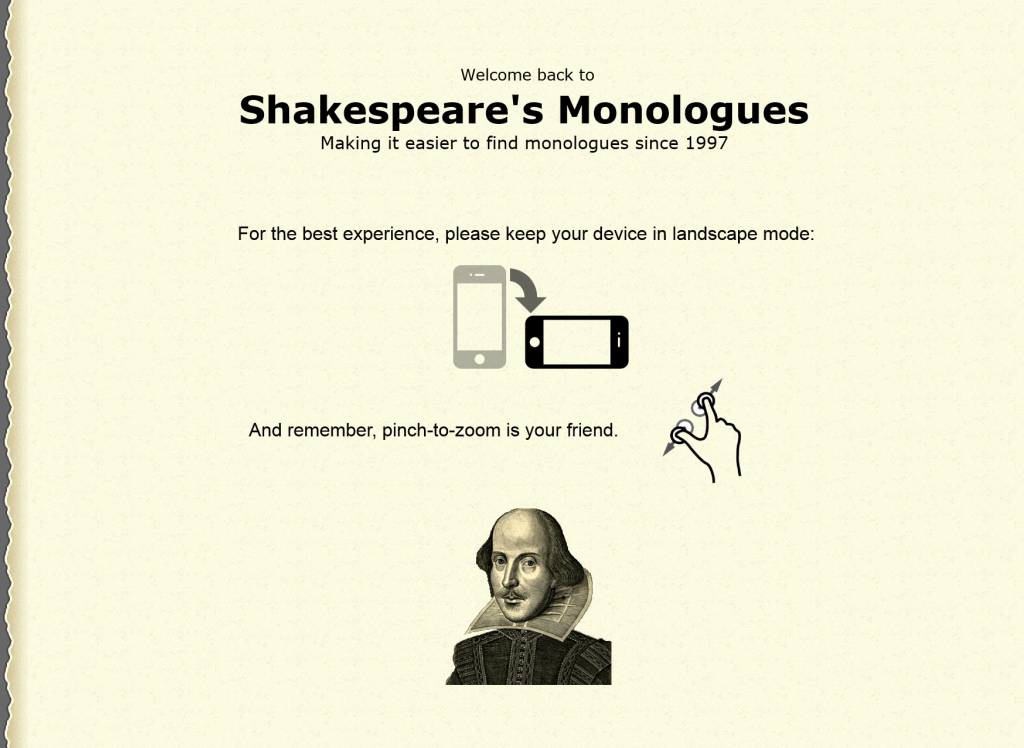 Welcome back to
Shakespeare's Monologues
Making it easier to find monologues since 1997
For the best experience, please keep your device in landscape mode:
And remember, pinch-to-zoom is your friend.